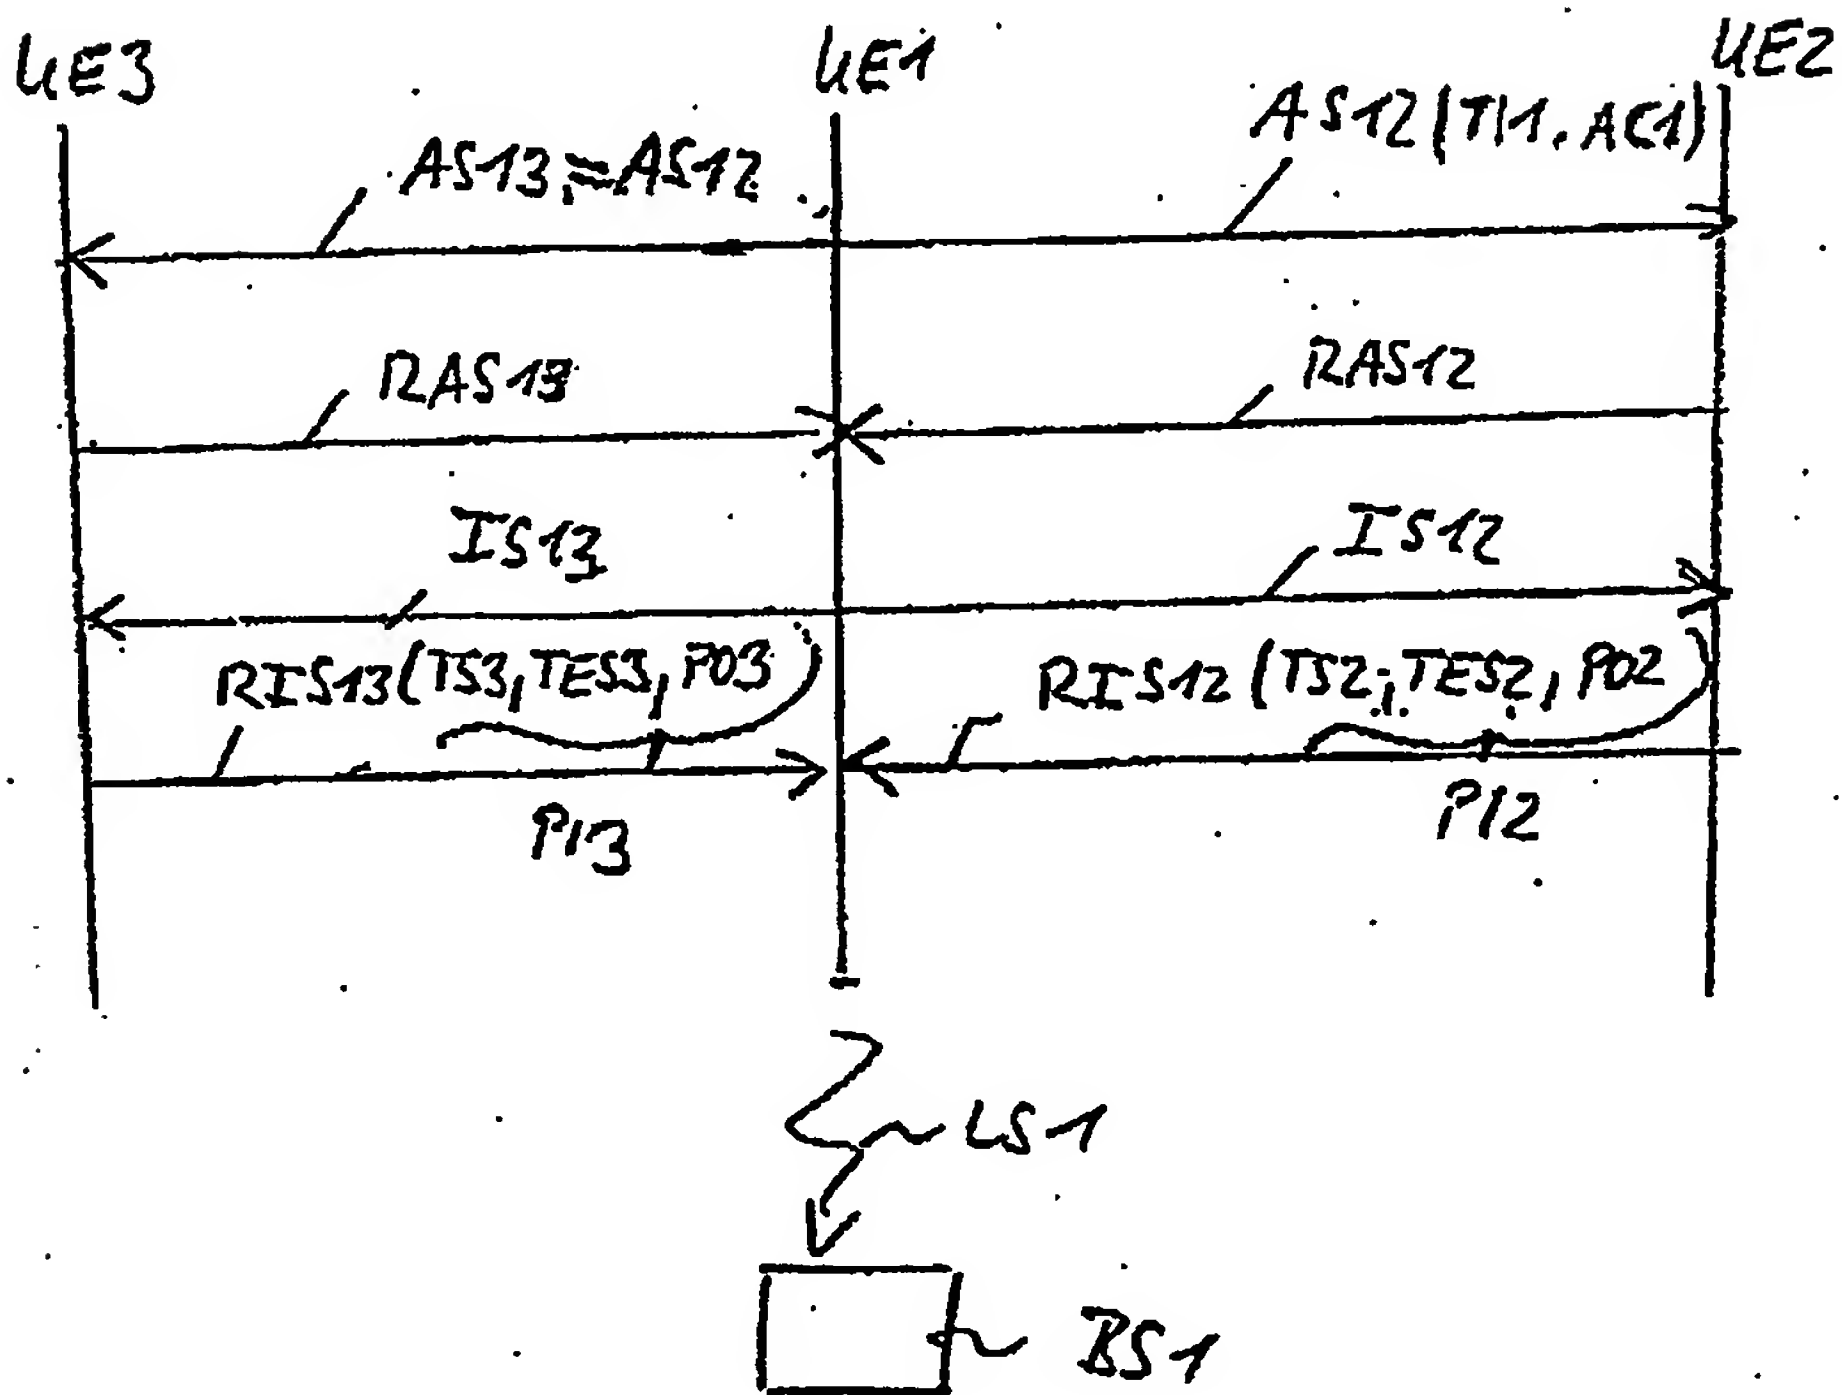 UE3 UE1 UE2
AS13 = AS12 AS12 (TI1, AC1)
RAS13 RAS12
IS13 IS12
RIS13 (TS3, TES3, PO3) RIS12 (TS2, TES2, PO2)
PI3 PI2
LS1
BS1